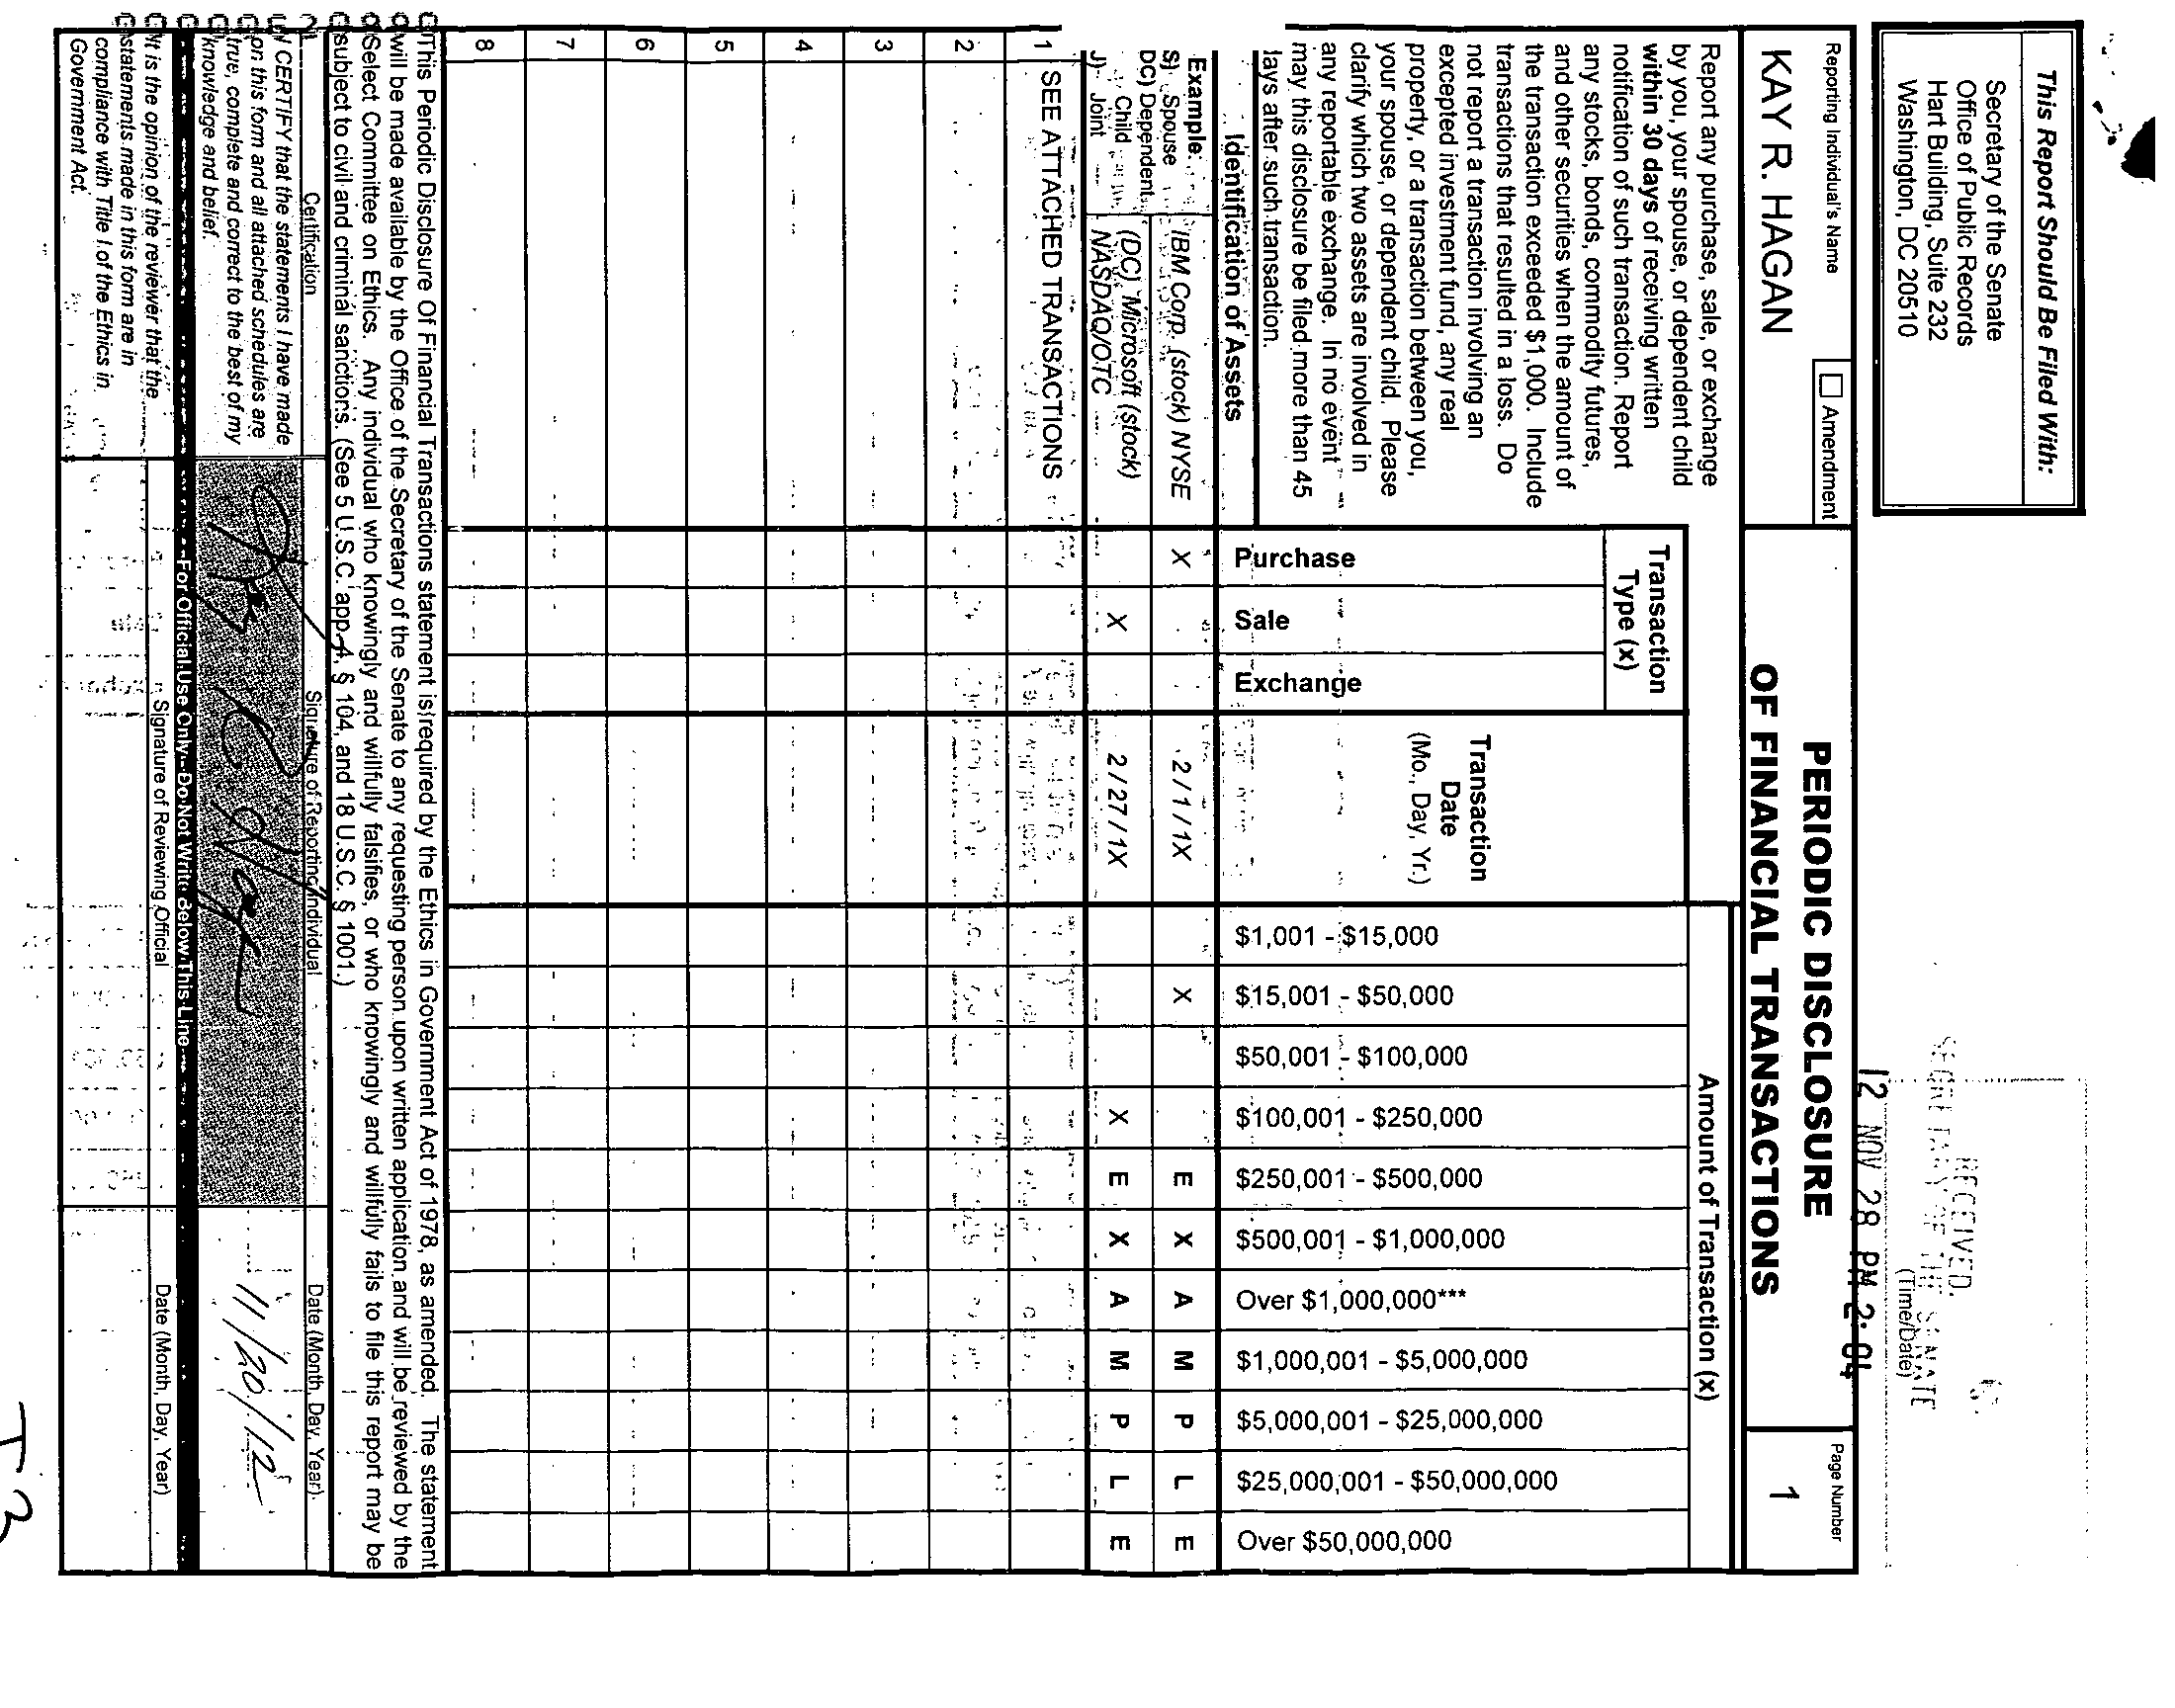 This Report Should Be Filed With:
Secretary of the Senate
Office of Public Records
Hart Building, Suite 232
Washington, DC 20510
RECEIVED
SECRETARY OF THE SENATE
(Time/Date)
12 NOV 28 PM 2:04
Reporting Individual's Name
KAY R. HAGAN
Amendment
PERIODIC DISCLOSURE
OF FINANCIAL TRANSACTIONS
Page Number
1
Report any purchase, sale, or exchange
by you, your spouse, or dependent child
within 30 days of receiving written
notification of such transaction. Report
any stocks, bonds, commodity futures,
and other securities when the amount of
the transaction exceeded $1,000. Include
transactions that resulted in a loss. Do
not report a transaction involving an
excepted investment fund, any real
property, or a transaction between you,
your spouse, or dependent child. Please
clarify which two assets are involved in
any reportable exchange. In no event
may this disclosure be filed more than 45
days after such transaction.
Identification of Assets
Transaction
Type (x)
Purchase
Sale
Exchange
Transaction
Date
(Mo., Day, Yr.)
Amount of Transaction (x)
$1,001 - $15,000
$15,001 - $50,000
$50,001 - $100,000
$100,001 - $250,000
$250,001 - $500,000
$500,001 - $1,000,000
Over $1,000,000***
$1,000,001 - $5,000,000
$5,000,001 - $25,000,000
$25,000,001 - $50,000,000
Over $50,000,000
Example:
S) Spouse
DC) Dependent
Child
J) Joint
IBM Corp. (stock) NYSE X 2/1/1X X E X A M P L E
(DC) Microsoft (stock)
NASDAQ/OTC X 2/27/1X X E X A M P L E
1 SEE ATTACHED TRANSACTIONS
2
3
4
5
6
7
8
This Periodic Disclosure Of Financial Transactions statement is required by the Ethics in Government Act of 1978, as amended. The statement
will be made available by the Office of the Secretary of the Senate to any requesting person upon written application and will be reviewed by the
Select Committee on Ethics. Any individual who knowingly and willfully falsifies, or who knowingly and willfully fails to file this report may be
subject to civil and criminal sanctions. (See 5 U.S.C. app. 4, § 104, and 18 U.S.C. § 1001.)
Certification
Signature of Reporting Individual
Date (Month, Day, Year)
I CERTIFY that the statements I have made
on this form and all attached schedules are
true, complete and correct to the best of my
knowledge and belief.
Kay R Hagan
11/20/12
For Official Use Only - Do Not Write Below This Line
It is the opinion of the reviewer that the
statements made in this form are in
compliance with Title I of the Ethics in
Government Act.
Signature of Reviewing Official
Date (Month, Day, Year)